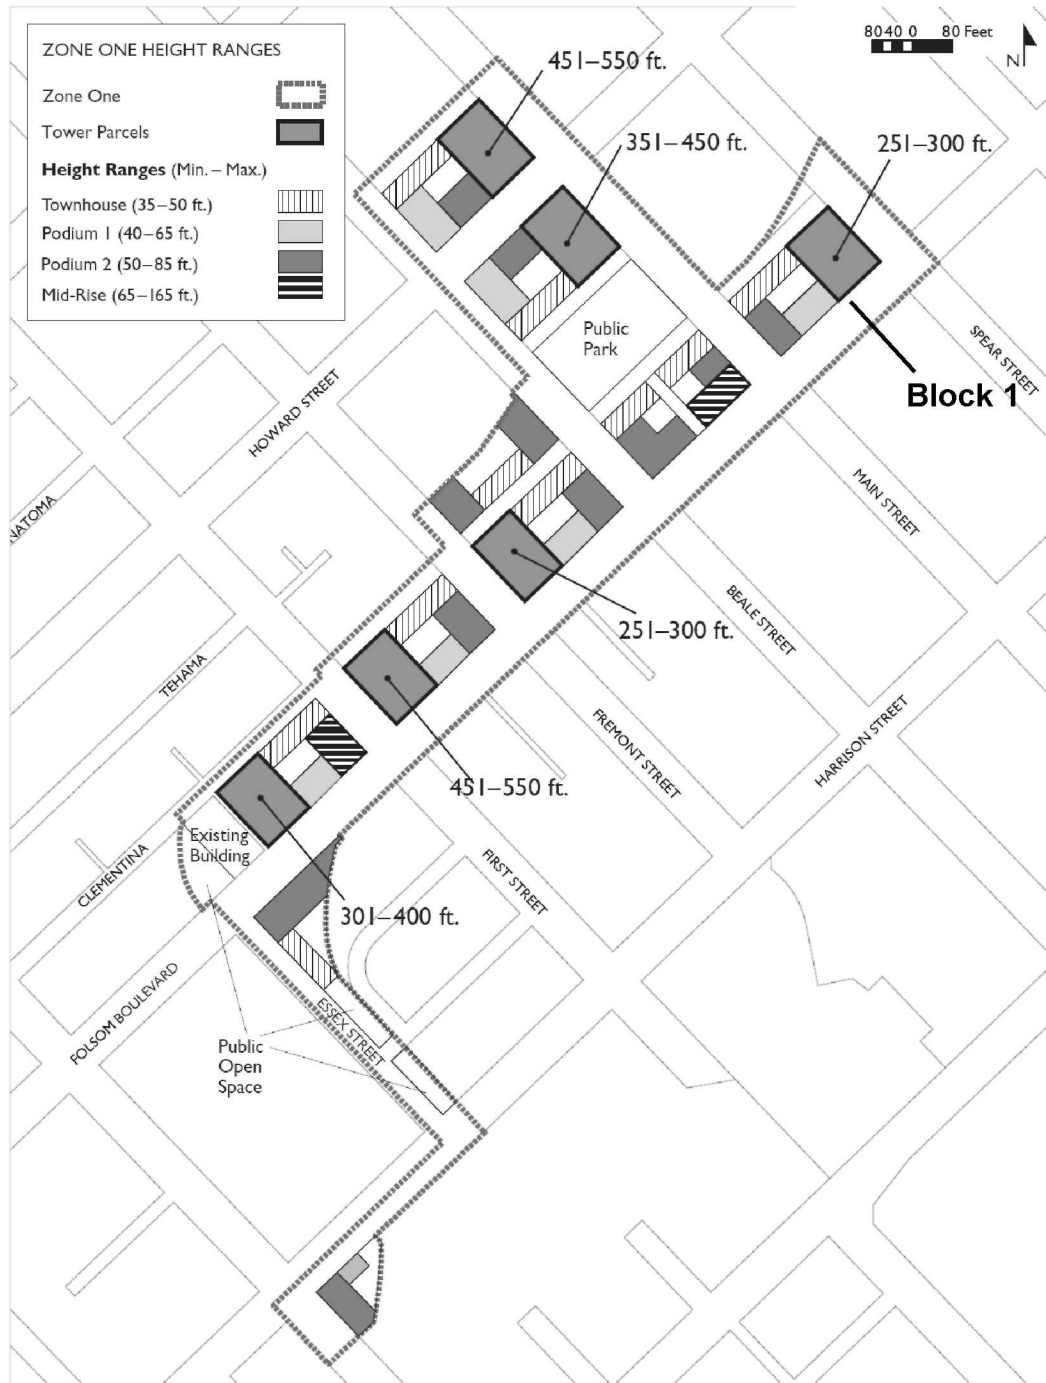 ZONE ONE HEIGHT RANGES
Zone One
Tower Parcels
Height Ranges (Min. – Max.)
Townhouse (35–50 ft.)
Podium 1 (40–65 ft.)
Podium 2 (50–85 ft.)
Mid-Rise (65–165 ft.)
8040 0 80 Feet
N
451–550 ft.
351–450 ft.
251–300 ft.
Public
Park
SPEAR STREET
Block 1
HOWARD STREET
MAIN STREET
NATOMA
BEALE STREET
251–300 ft.
TEHAMA
FREMONT STREET
HARRISON STREET
451–550 ft.
Existing
Building
CLEMENTINA
FIRST STREET
301–400 ft.
FOLSOM BOULEVARD
ESSEX STREET
Public
Open
Space